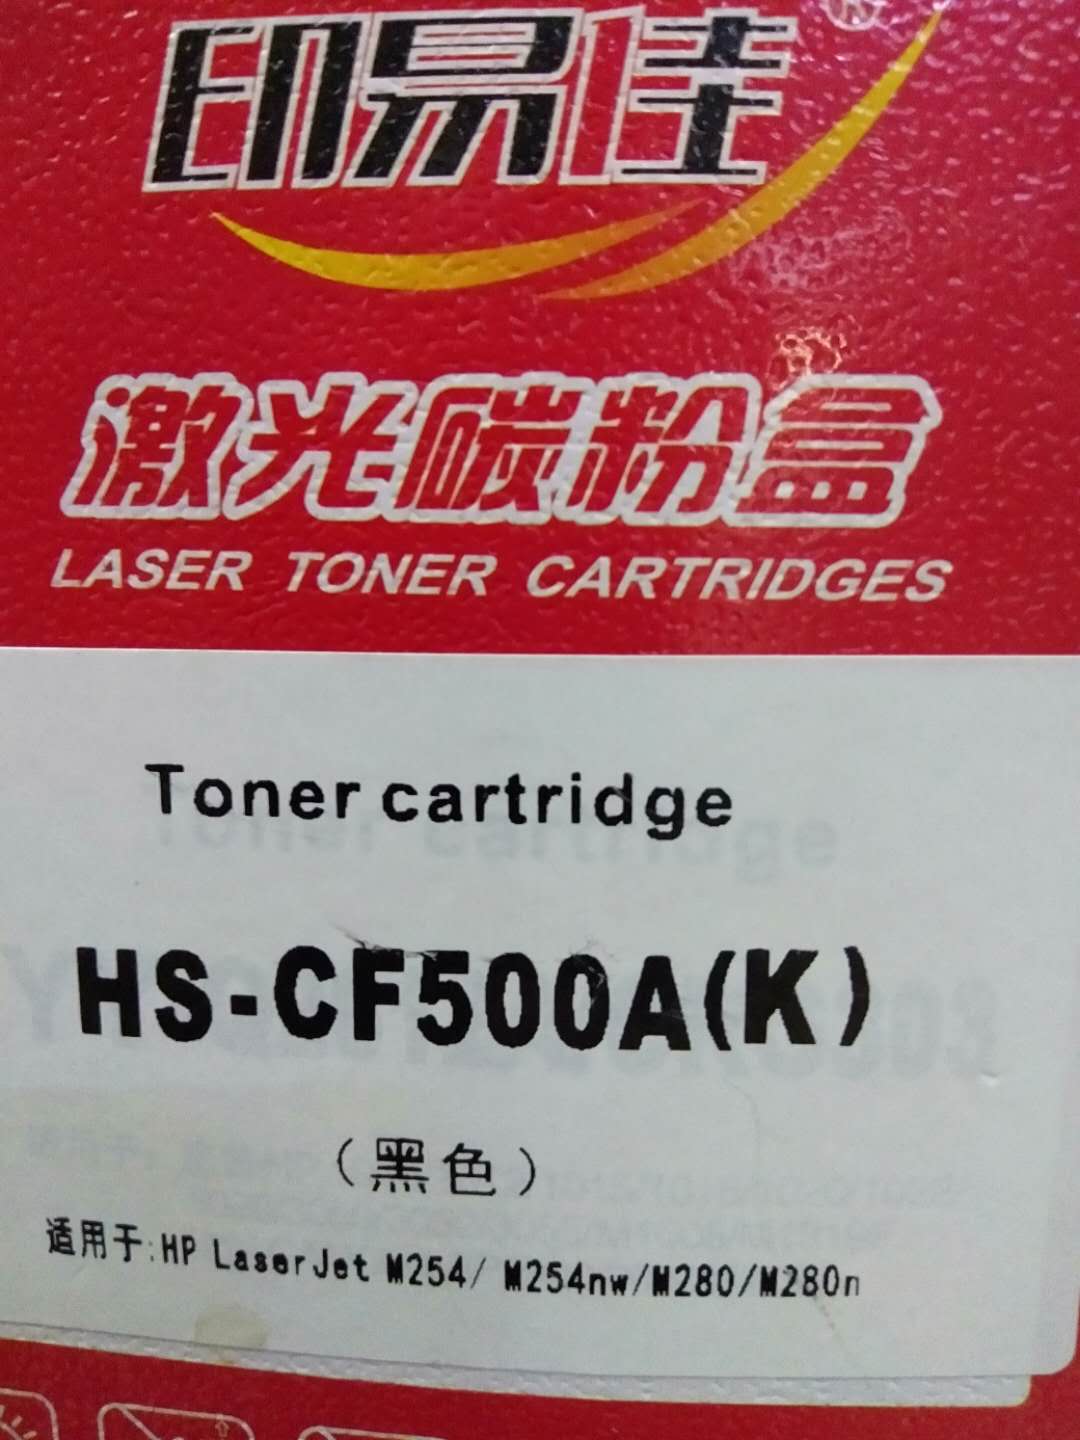 印易佳®
激光碳粉盒
LASER TONER CARTRIDGES
Toner cartridge
HS-CF500A(K)
（黑色）
适用于:HP LaserJet M254/ M254nw/M280/M280n